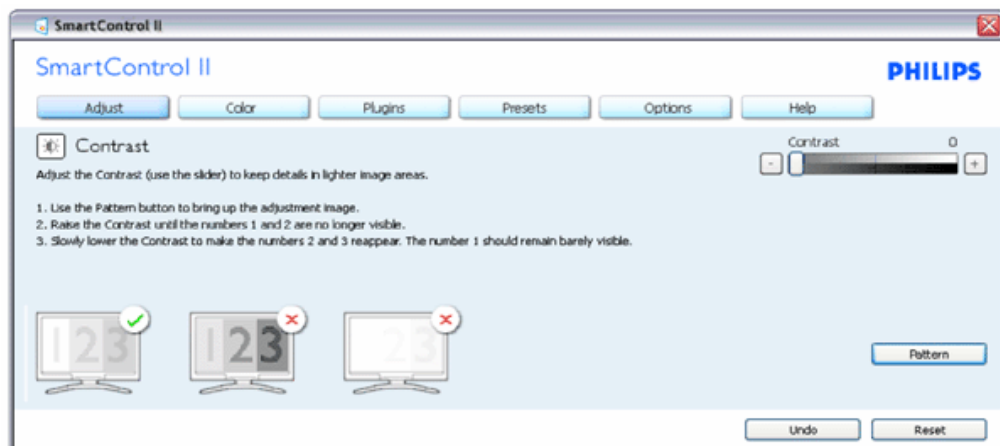 SmartControl II
SmartControl II
PHILIPS
Adjust Color Plugins Presets Options Help
Contrast
Contrast 0
- +
Adjust the Contrast (use the slider) to keep details in lighter image areas.
1. Use the Pattern button to bring up the adjustment image.
2. Raise the Contrast until the numbers 1 and 2 are no longer visible.
3. Slowly lower the Contrast to make the numbers 2 and 3 reappear. The number 1 should remain barely visible.
123 123 23
Pattern
Undo Reset